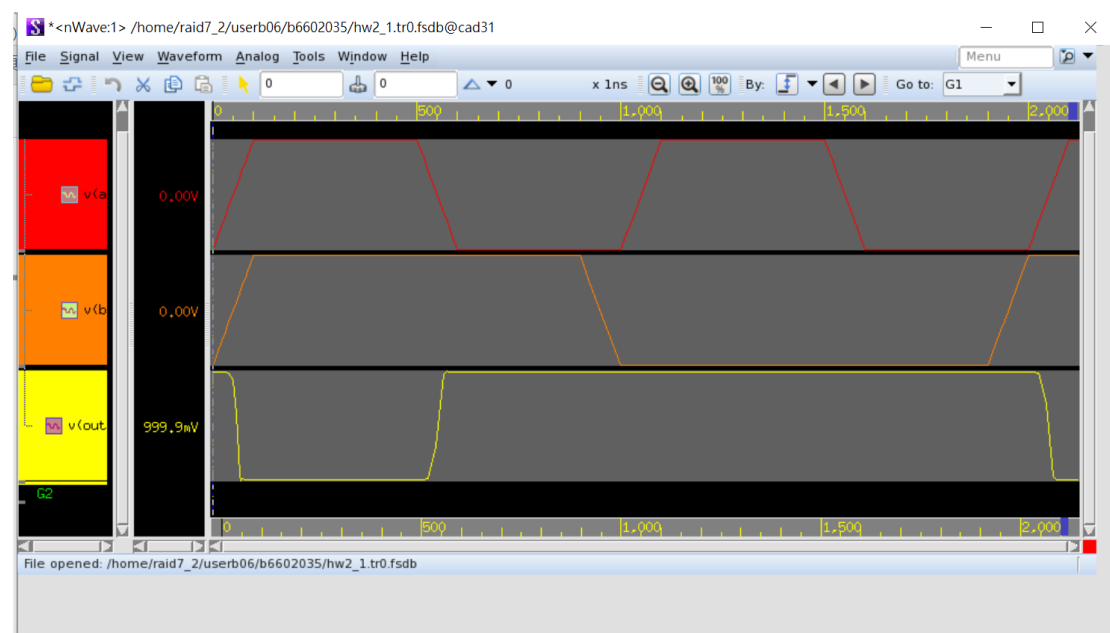 *<nWave:1> /home/raid7_2/userb06/b6602035/hw2_1.tr0.fsdb@cad31
File Signal View Waveform Analog Tools Window Help Menu
0 0 0 x 1ns 100 % By: Go to: G1
0 500 1,000 1,500 2,000
v(a 0.00V
v(b 0.00V
v(out 999.9mV
G2
0 500 1,000 1,500 2,000
File opened: /home/raid7_2/userb06/b6602035/hw2_1.tr0.fsdb